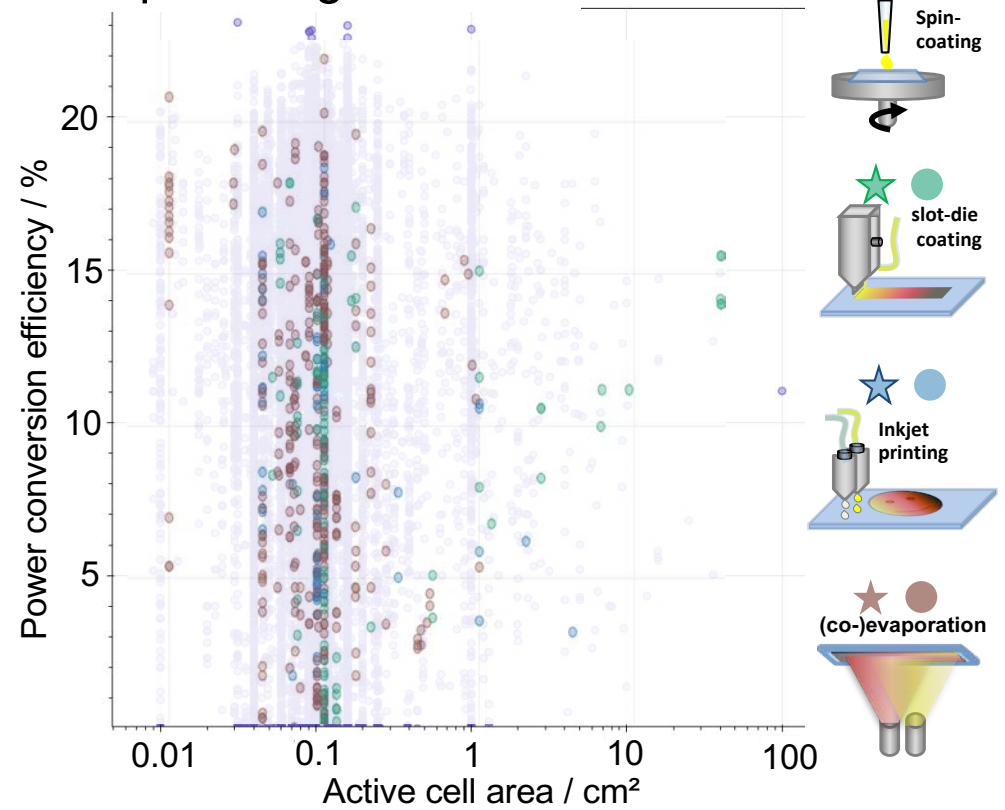 Spin-
coating
slot-die
coating
Inkjet
printing
(co-)evaporation
Power conversion efficiency / %
20
15
10
5
0.01
0.1
1
10
100
Active cell area / cm²